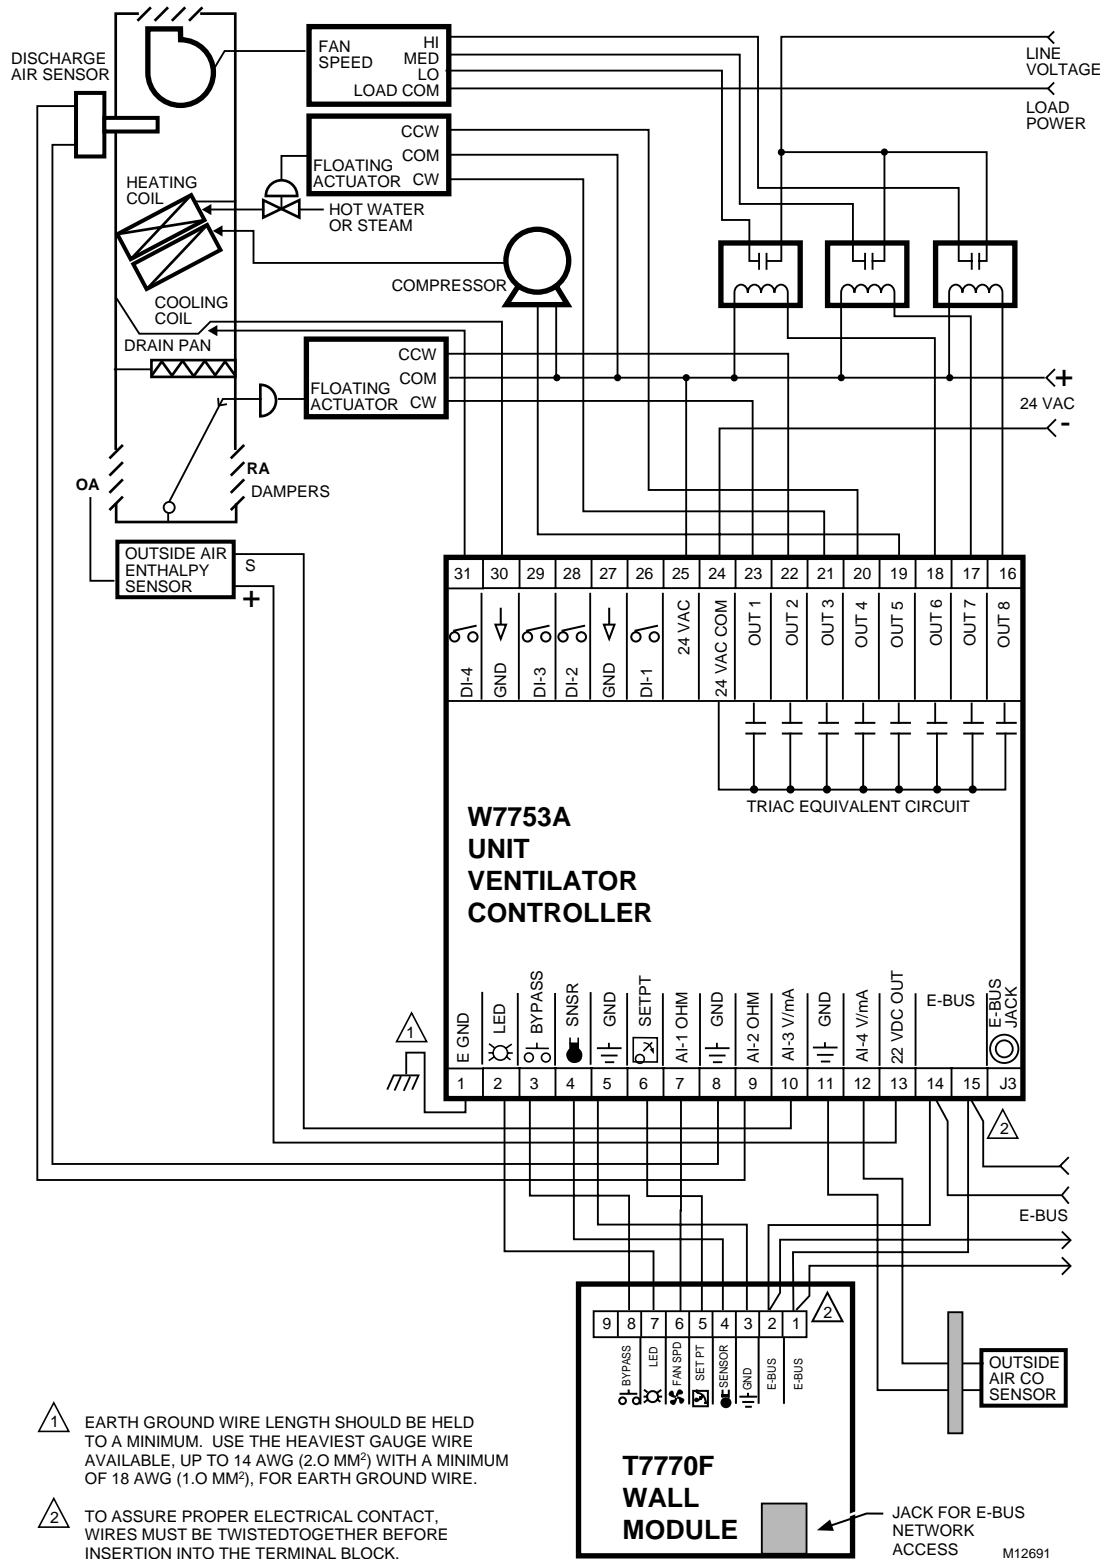 DISCHARGE
AIR SENSOR
FAN
SPEED
HI
MED
LO
LOAD COM
LINE
VOLTAGE
LOAD
POWER
CCW
COM
CW
FLOATING
ACTUATOR
HEATING
COIL
HOT WATER
OR STEAM
COMPRESSOR
COOLING
COIL
DRAIN PAN
CCW
COM
CW
FLOATING
ACTUATOR
+
24 VAC
-
OA
RA
DAMPERS
OUTSIDE AIR
ENTHALPY
SENSOR
S
+
31 30 29 28 27 26 25 24 23 22 21 20 19 18 17 16
DI-4
GND
DI-3
DI-2
GND
DI-1
24 VAC
24 VAC COM
OUT 1
OUT 2
OUT 3
OUT 4
OUT 5
OUT 6
OUT 7
OUT 8
TRIAC EQUIVALENT CIRCUIT
W7753A
UNIT
VENTILATOR
CONTROLLER
1
E GND
LED
BYPASS
SNSR
GND
SETPT
AI-1 OHM
GND
AI-2 OHM
AI-3 V/mA
GND
AI-4 V/mA
22 VDC OUT
E-BUS
E-BUS
JACK
1 2 3 4 5 6 7 8 9 10 11 12 13 14 15 J3
2
E-BUS
2
9 8 7 6 5 4 3 2 1
BYPASS
LED
FAN SPD
SET PT
SENSOR
GND
E-BUS
E-BUS
OUTSIDE
AIR CO
SENSOR
T7770F
WALL
MODULE
JACK FOR E-BUS
NETWORK
ACCESS
1 EARTH GROUND WIRE LENGTH SHOULD BE HELD
TO A MINIMUM. USE THE HEAVIEST GAUGE WIRE
AVAILABLE, UP TO 14 AWG (2.O MM²) WITH A MINIMUM
OF 18 AWG (1.O MM²), FOR EARTH GROUND WIRE.
2 TO ASSURE PROPER ELECTRICAL CONTACT,
WIRES MUST BE TWISTEDTOGETHER BEFORE
INSERTION INTO THE TERMINAL BLOCK.
M12691